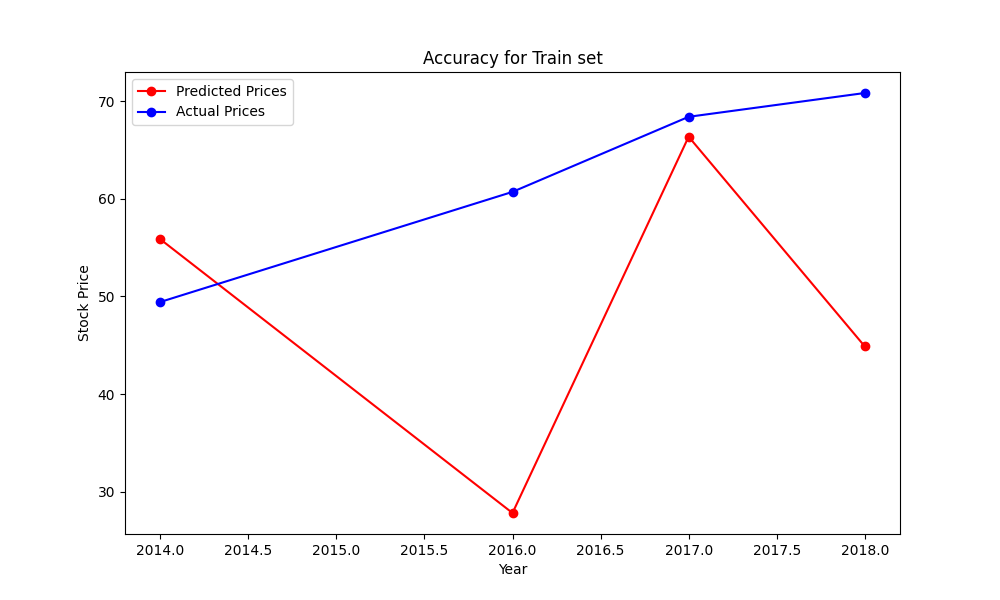 Accuracy for Train set
Predicted Prices
Actual Prices
70
60
50
40
30
Stock Price
2014.0 2014.5 2015.0 2015.5 2016.0 2016.5 2017.0 2017.5 2018.0
Year